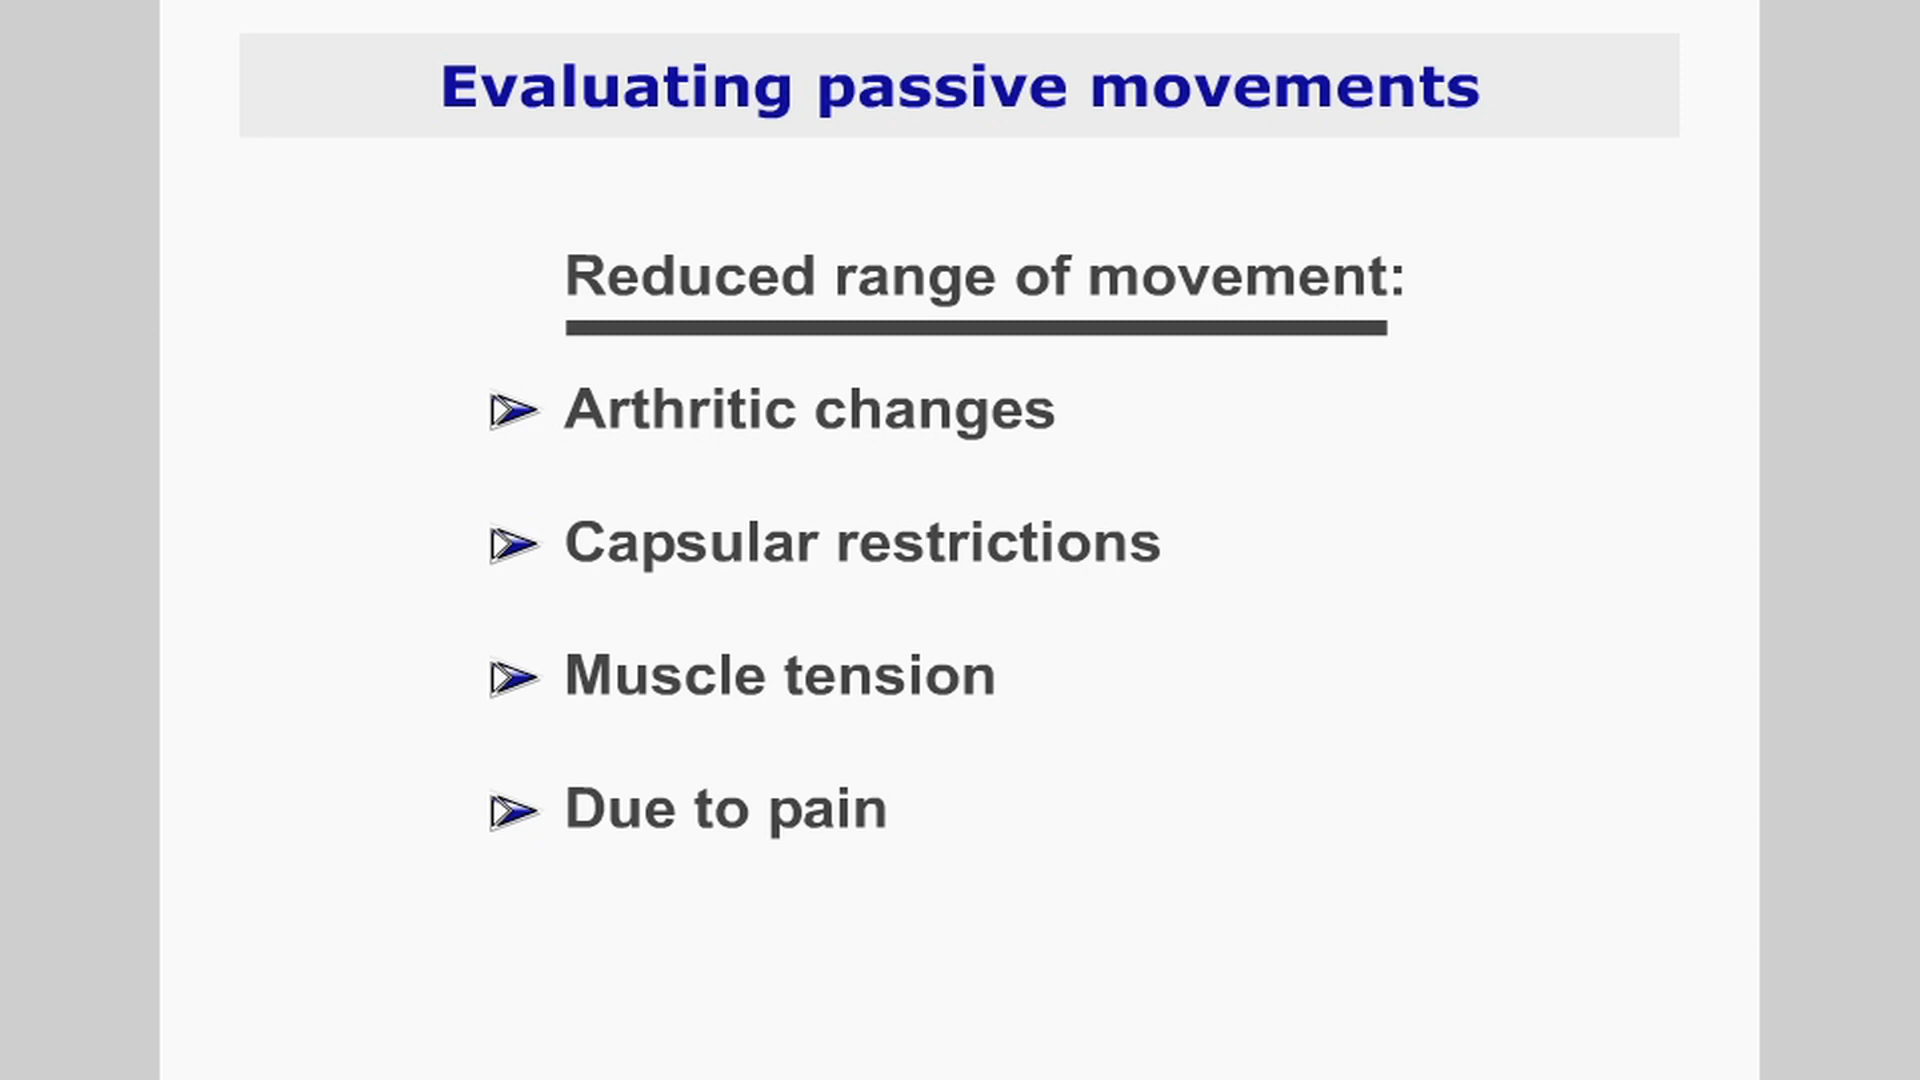 Evaluating passive movements
Reduced range of movement:
Arthritic changes
Capsular restrictions
Muscle tension
Due to pain